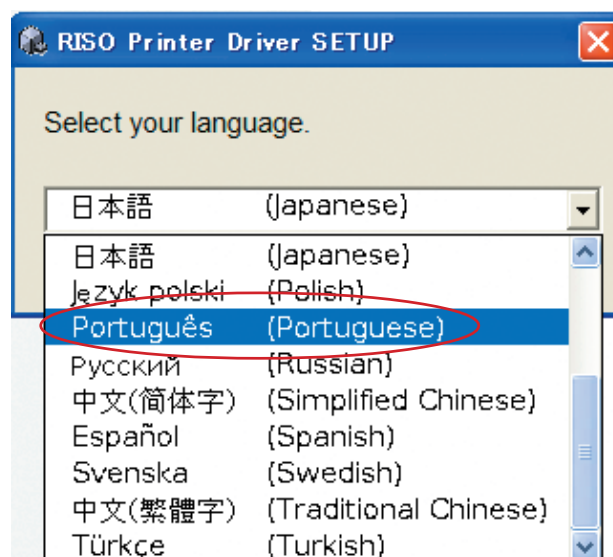 RISO Printer Driver SETUP
Select your language.
日本語 (Japanese)
日本語 (Japanese)
Język polski (Polish)
Português (Portuguese)
Русский (Russian)
中文(简体字) (Simplified Chinese)
Español (Spanish)
Svenska (Swedish)
中文(繁體字) (Traditional Chinese)
Türkçe (Turkish)